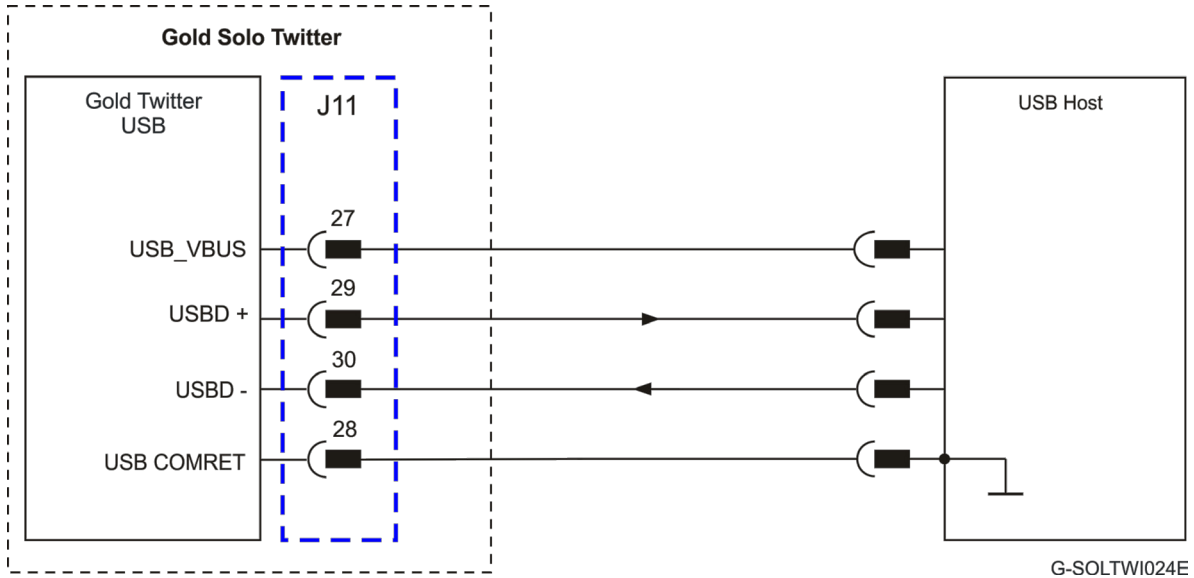 Gold Solo Twitter
Gold Twitter
USB
J11
USB Host
27
USB_VBUS
29
USBD +
30
USBD -
28
USB COMRET
G-SOLTWI024E